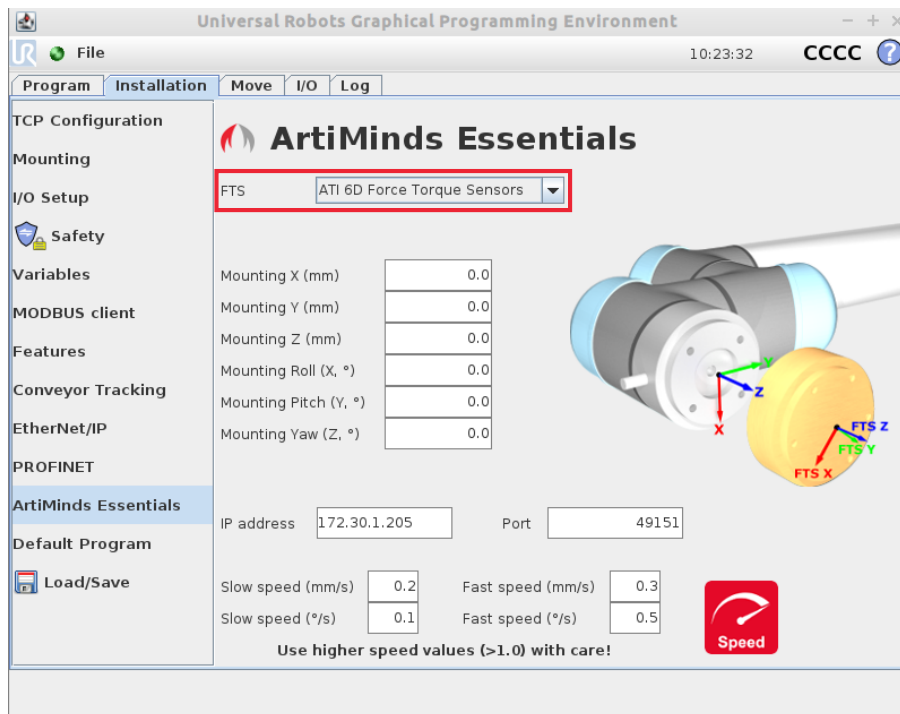 Universal Robots Graphical Programming Environment
File 10:23:32 CCCC ?
Program Installation Move I/O Log
TCP Configuration
Mounting
I/O Setup
Safety
Variables
MODBUS client
Features
Conveyor Tracking
EtherNet/IP
PROFINET
ArtiMinds Essentials
Default Program
Load/Save
ArtiMinds Essentials
FTS ATI 6D Force Torque Sensors
Mounting X (mm) 0.0
Mounting Y (mm) 0.0
Mounting Z (mm) 0.0
Mounting Roll (X, °) 0.0
Mounting Pitch (Y, °) 0.0
Mounting Yaw (Z, °) 0.0
Y
Z
X
FTS Z
FTS Y
FTS X
IP address 172.30.1.205 Port 49151
Slow speed (mm/s) 0.2 Fast speed (mm/s) 0.3
Slow speed (°/s) 0.1 Fast speed (°/s) 0.5
Speed
Use higher speed values (>1.0) with care!